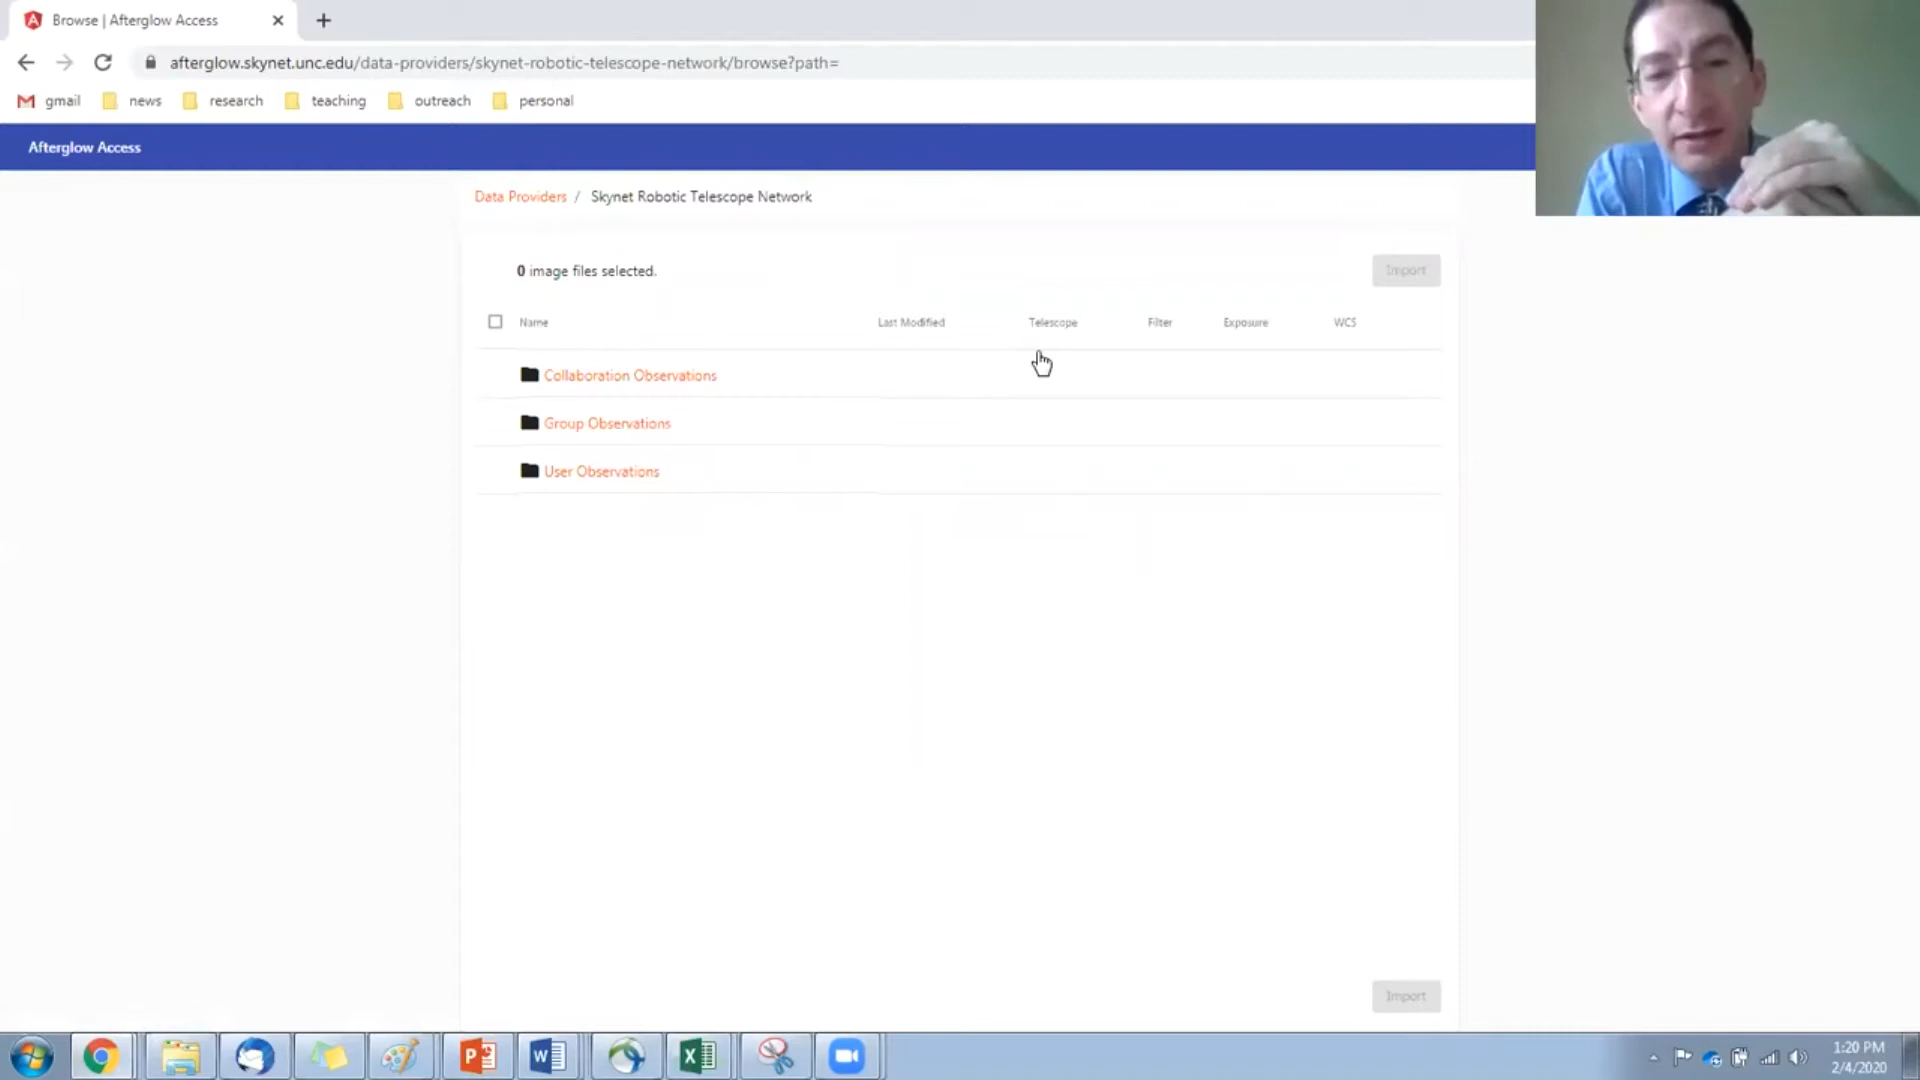 Browse | Afterglow Access
afterglow.skynet.unc.edu/data-providers/skynet-robotic-telescope-network/browse?path=
gmail news research teaching outreach personal
Afterglow Access
Data Providers / Skynet Robotic Telescope Network
0 image files selected. Import
Name Last Modified Telescope Filter Exposure WCS
Collaboration Observations
Group Observations
User Observations
Import
1:20 PM
2/4/2020